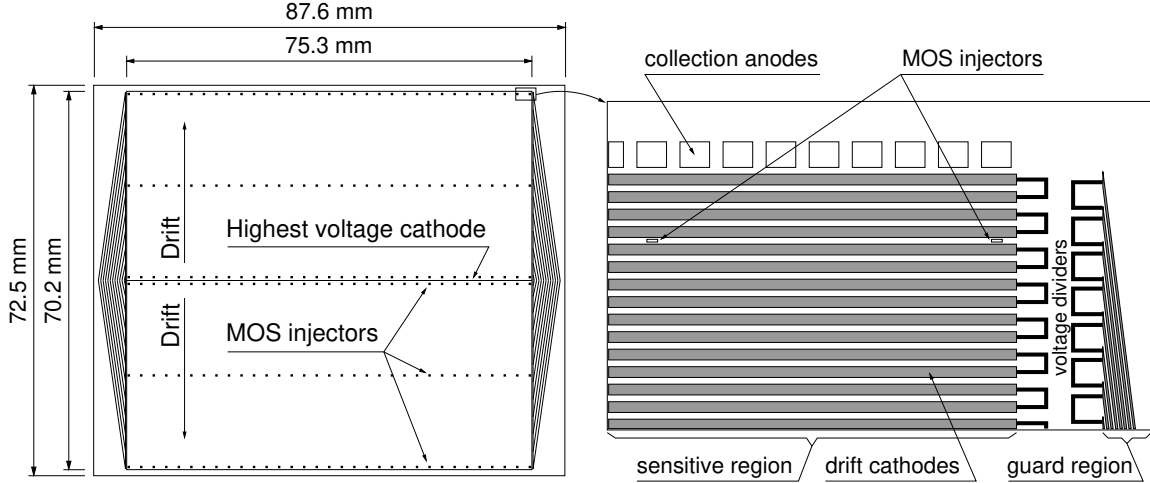 87.6 mm
75.3 mm
72.5 mm
70.2 mm
Drift
Highest voltage cathode
Drift
MOS injectors
collection anodes
MOS injectors
voltage dividers
sensitive region
drift cathodes
guard region